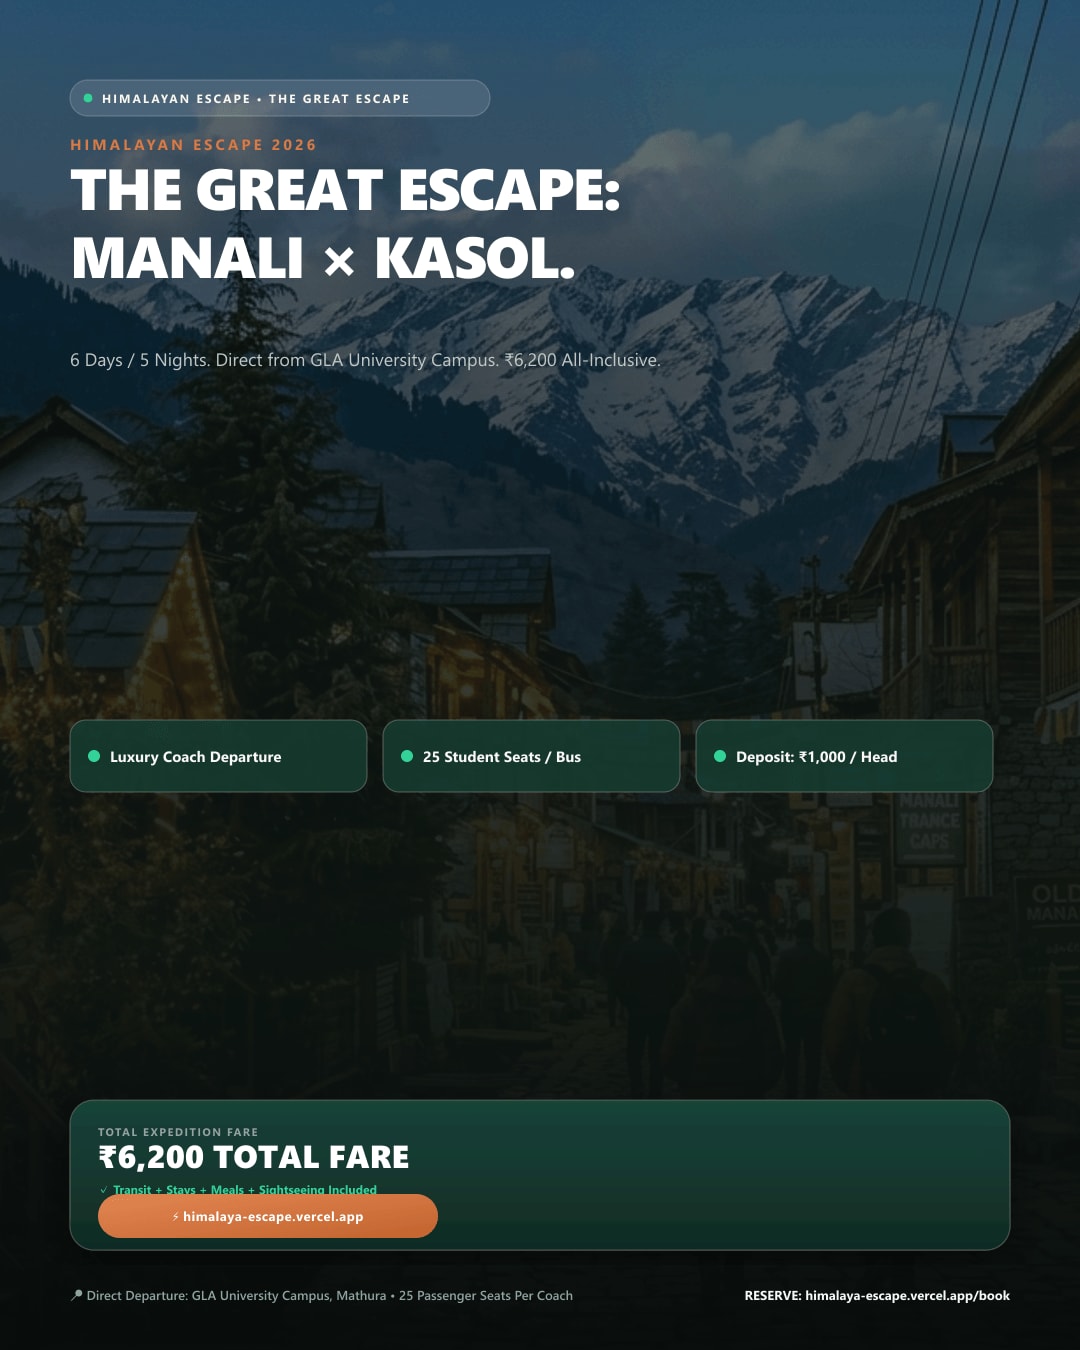 HIMALAYAN ESCAPE • THE GREAT ESCAPE
HIMALAYAN ESCAPE 2026
THE GREAT ESCAPE:
MANALI × KASOL.
6 Days / 5 Nights. Direct from GLA University Campus. ₹6,200 All-Inclusive.
Luxury Coach Departure
25 Student Seats / Bus
Deposit: ₹1,000 / Head
MANALI
TRANCE
CAPS
OLD
MANA
TOTAL EXPEDITION FARE
₹6,200 TOTAL FARE
✓ Transit + Stays + Meals + Sightseeing Included
⚡ himalaya-escape.vercel.app
📍 Direct Departure: GLA University Campus, Mathura • 25 Passenger Seats Per Coach
RESERVE: himalaya-escape.vercel.app/book